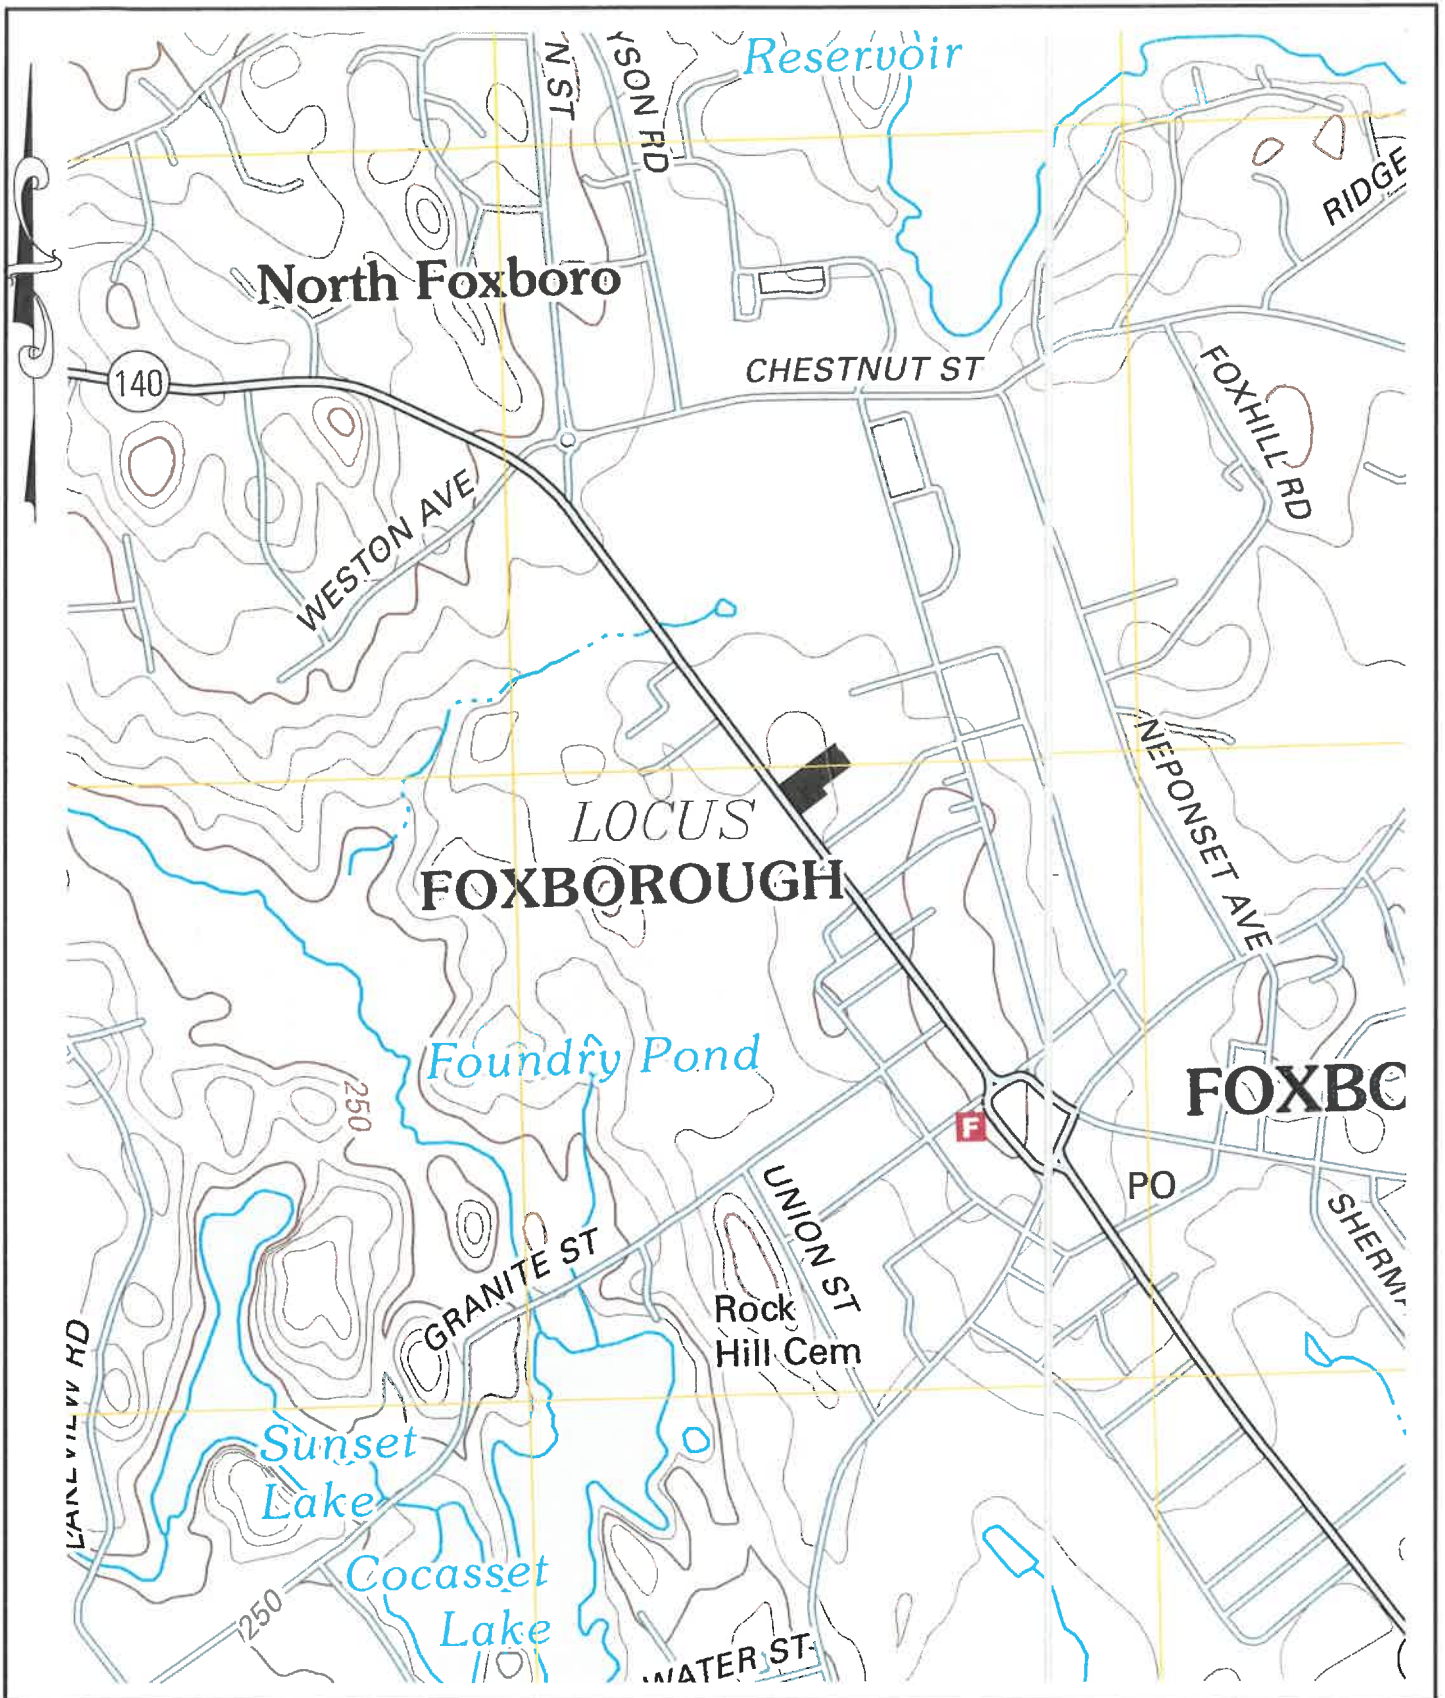 Reservoir
N ST
YSON RD
RIDGE
North Foxboro
140
CHESTNUT ST
FOXHILL RD
WESTON AVE
NEPONSET AVE
LOCUS
FOXBOROUGH
Foundry Pond
FOXBC
250
F
PO
UNION ST
SHERM
GRANITE ST
Rock
Hill Cem
LAKEVIEW RD
Sunset
Lake
Cocasset
Lake
250
WATER ST